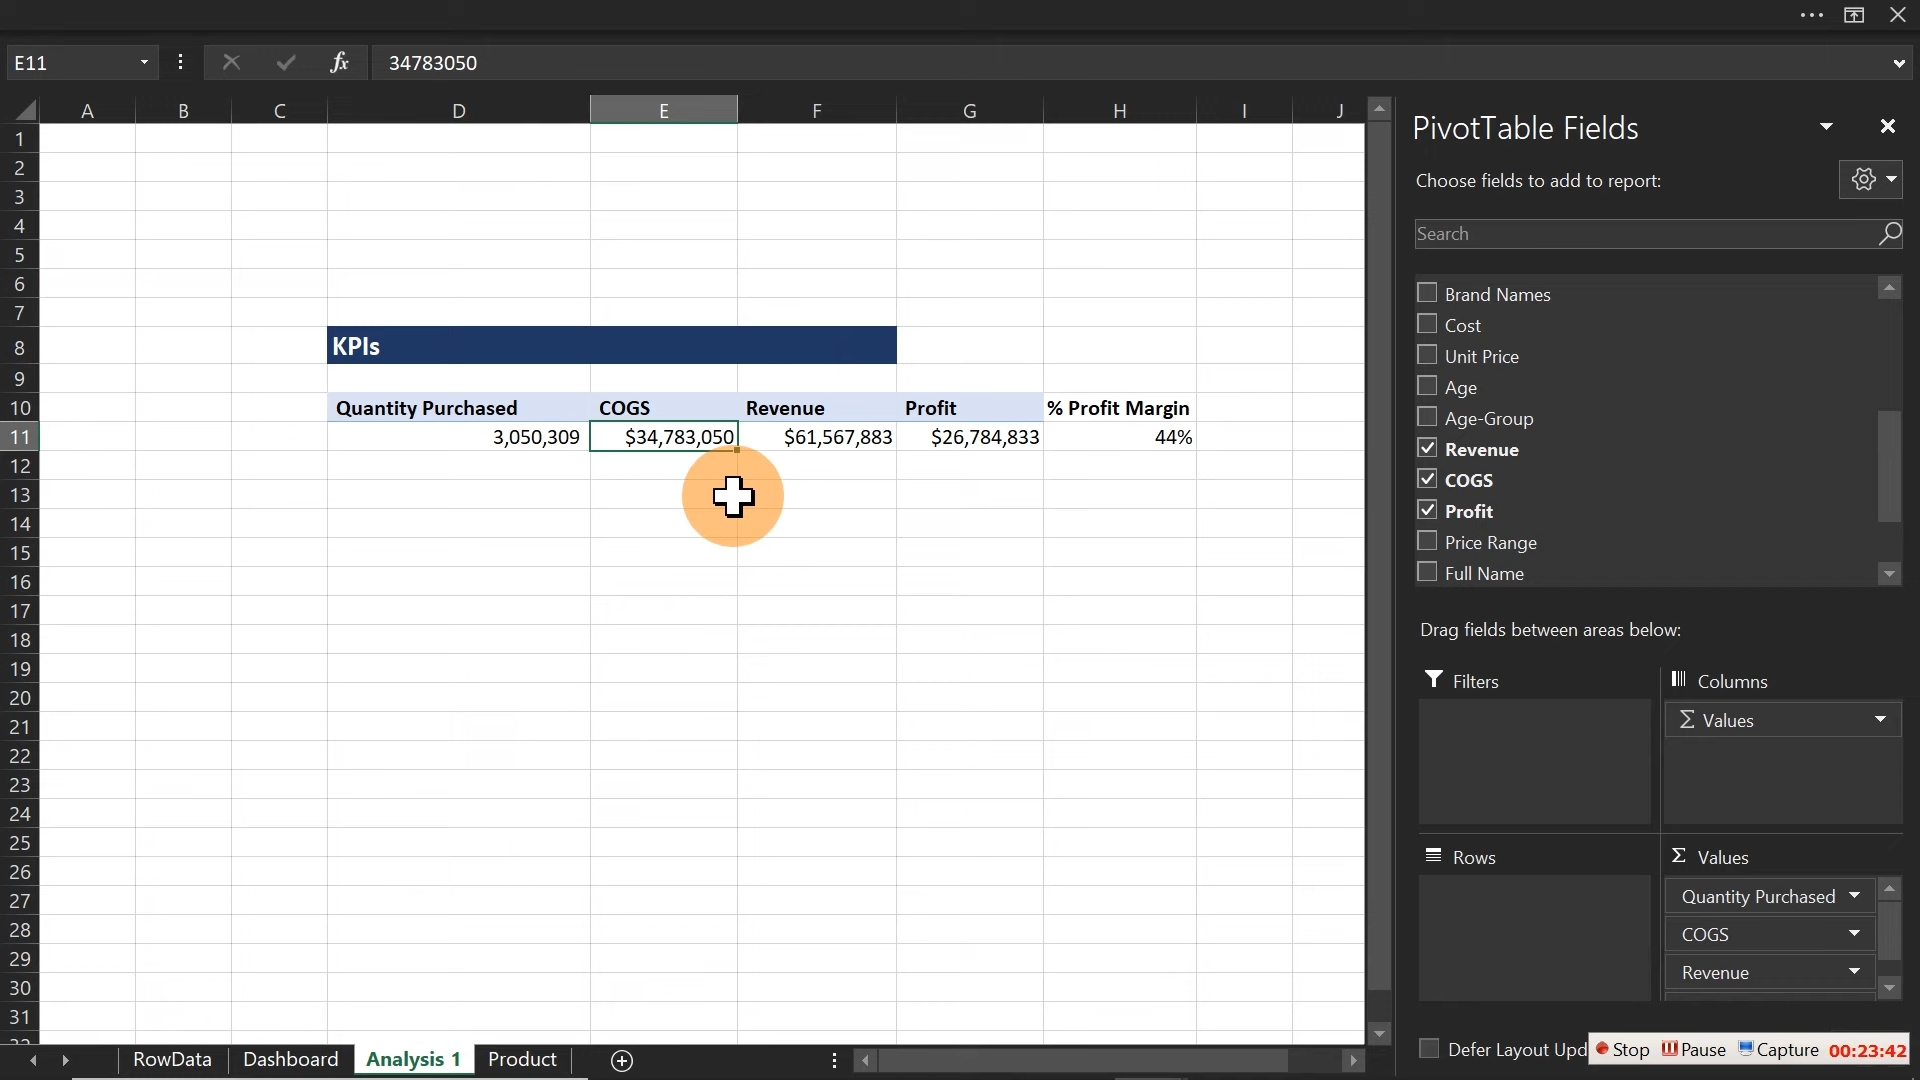 E11
fx
34783050
A B C D E F G H I J
1
2
3
4
5
6
7
8 KPIs
9
10 Quantity Purchased COGS Revenue Profit % Profit Margin
11 3,050,309 $34,783,050 $61,567,883 $26,784,833 44%
12
13
14
15
16
17
18
19
20
21
22
23
24
25
26
27
28
29
30
31
RowData Dashboard Analysis 1 Product
PivotTable Fields
Choose fields to add to report:
Search
Brand Names
Cost
Unit Price
Age
Age-Group
Revenue
COGS
Profit
Price Range
Full Name
Drag fields between areas below:
Filters
Columns
Σ Values
Rows
Σ Values
Quantity Purchased
COGS
Revenue
Defer Layout Upd
Stop Pause Capture 00:23:42